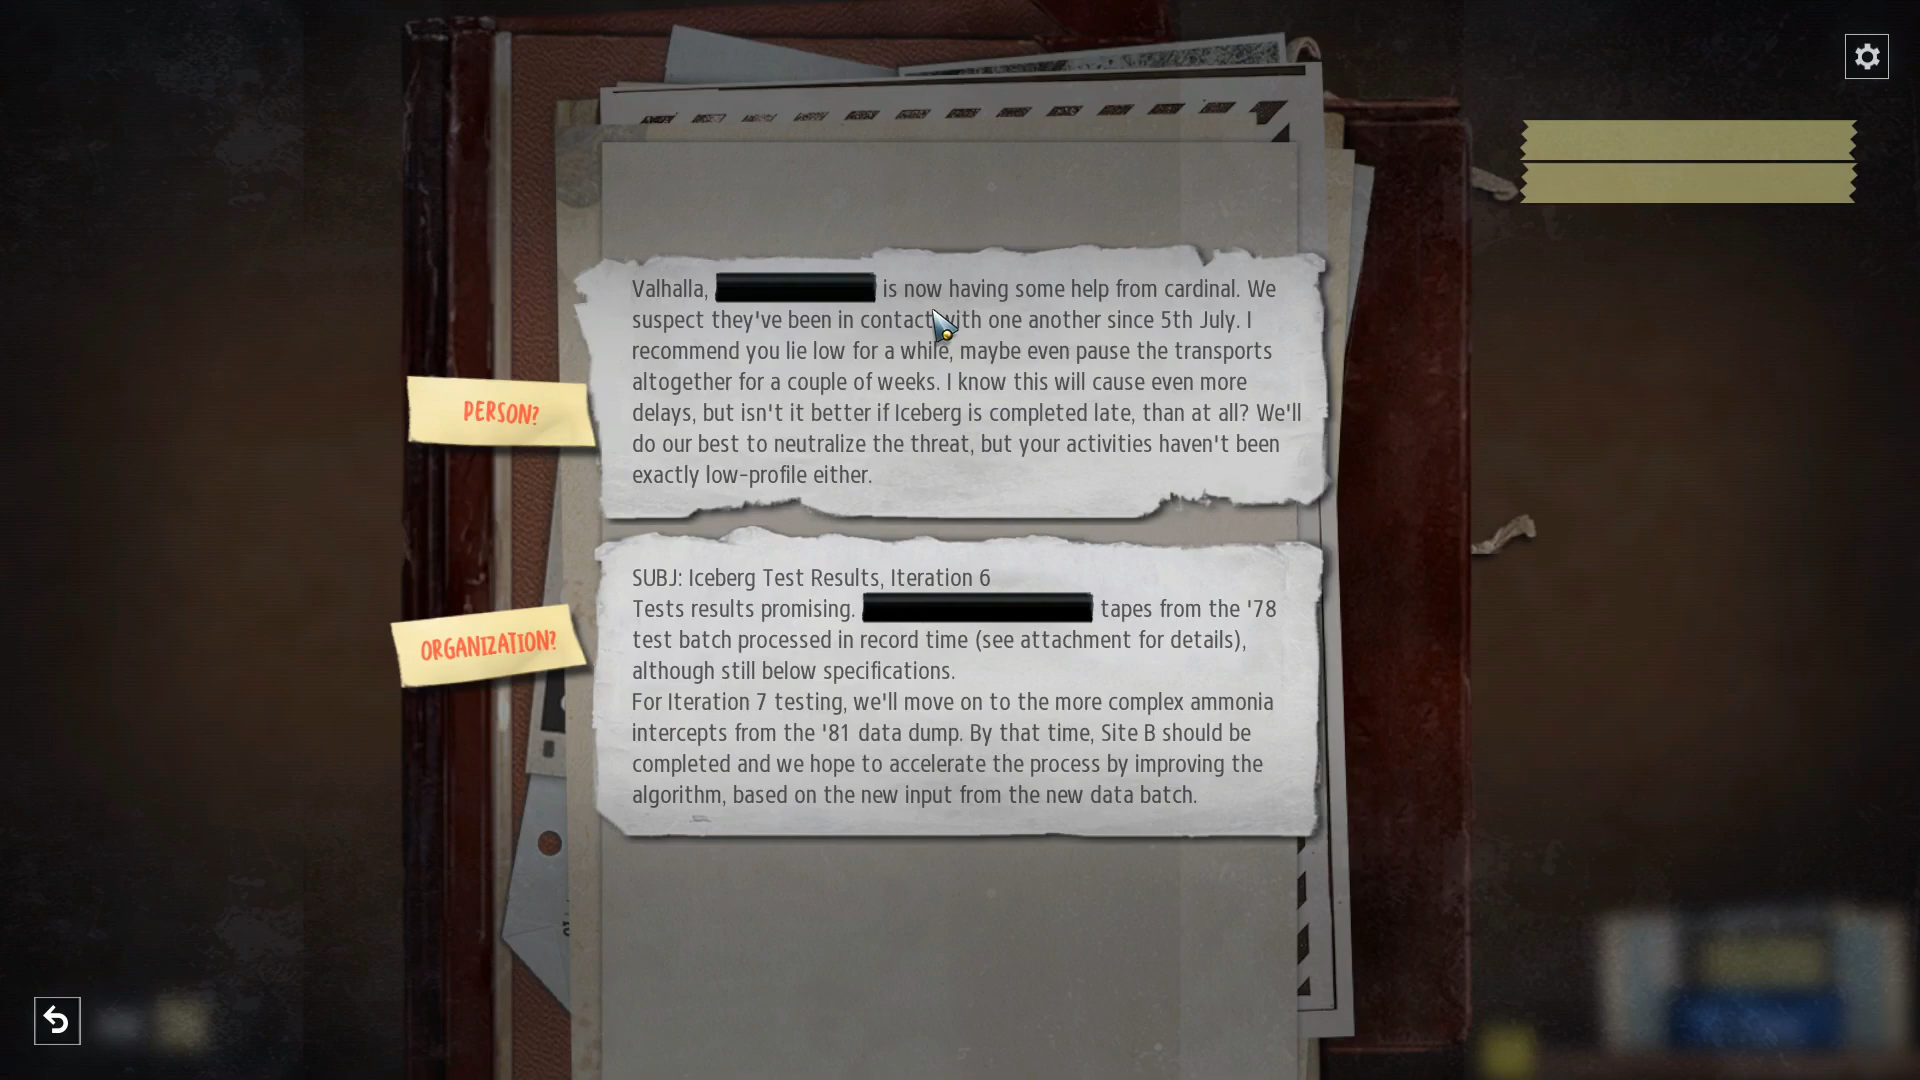 Valhalla, is now having some help from cardinal. We
suspect they've been in contact with one another since 5th July. I
recommend you lie low for a while, maybe even pause the transports
altogether for a couple of weeks. I know this will cause even more
delays, but isn't it better if Iceberg is completed late, than at all? We'll
do our best to neutralize the threat, but your activities haven't been
exactly low-profile either.
PERSON?
SUBJ: Iceberg Test Results, Iteration 6
Tests results promising. tapes from the '78
test batch processed in record time (see attachment for details),
although still below specifications.
For Iteration 7 testing, we'll move on to the more complex ammonia
intercepts from the '81 data dump. By that time, Site B should be
completed and we hope to accelerate the process by improving the
algorithm, based on the new input from the new data batch.
ORGANIZATION?